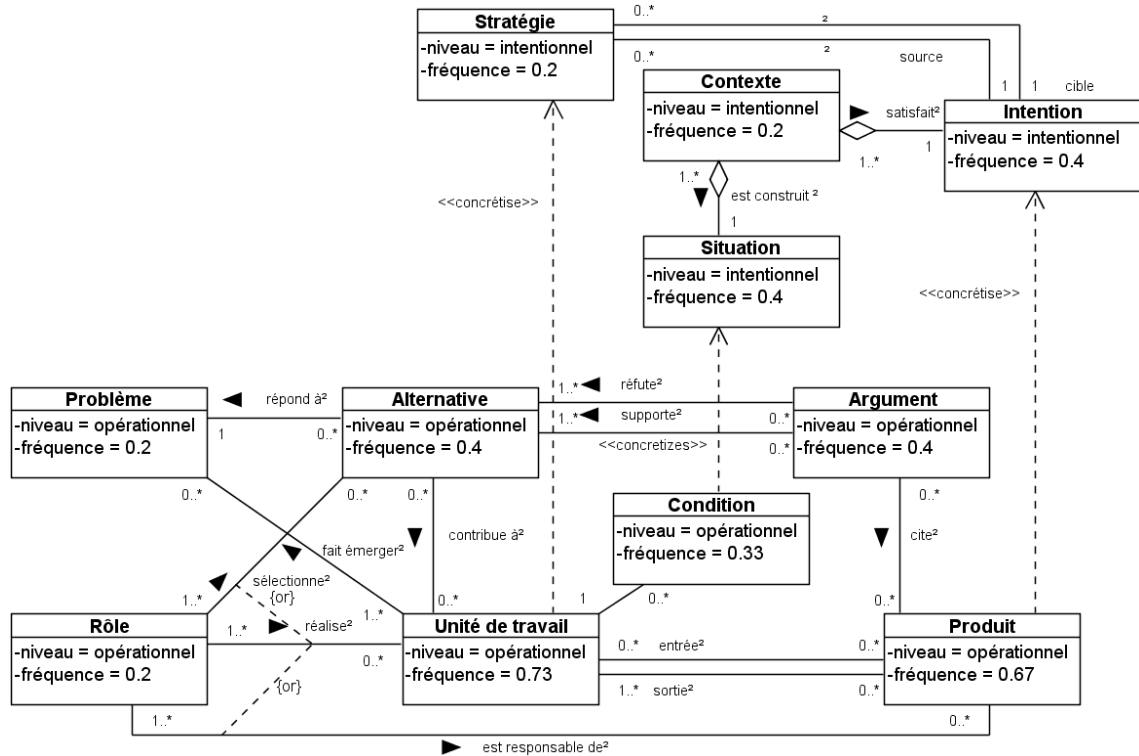 Stratégie
-niveau = intentionnel
-fréquence = 0.2
0..*
²
0..*
²
source
1
1
cible
Contexte
-niveau = intentionnel
-fréquence = 0.2
satisfait²
1..*
1
Intention
-niveau = intentionnel
-fréquence = 0.4
1..*
est construit ²
1
<<concrétise>>
Situation
-niveau = intentionnel
-fréquence = 0.4
<<concrétise>>
Problème
-niveau = opérationnel
-fréquence = 0.2
répond à²
1
0..*
Alternative
-niveau = opérationnel
-fréquence = 0.4
1..*
réfute²
1..*
supporte²
0..*
<<concretizes>>
0..*
Argument
-niveau = opérationnel
-fréquence = 0.4
0..*
0..*
0..*
0..*
Condition
-niveau = opérationnel
-fréquence = 0.33
contribue à²
cite²
fait émerger²
sélectionne²
{or}
1..*
0..*
1
0..*
0..*
Rôle
-niveau = opérationnel
-fréquence = 0.2
1..*
réalise²
1..*
0..*
{or}
Unité de travail
-niveau = opérationnel
-fréquence = 0.73
0..*
entrée²
0..*
1..*
sortie²
0..*
Produit
-niveau = opérationnel
-fréquence = 0.67
1..*
0..*
est responsable de²